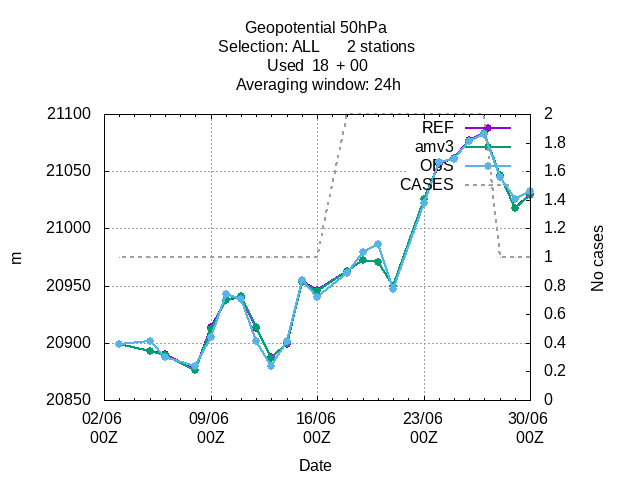 Geopotential 50hPa
Selection: ALL 2 stations
Used 18 + 00
Averaging window: 24h
21100
21050
21000
20950
20900
20850
m
2
1.8
1.6
1.4
1.2
1
0.8
0.6
0.4
0.2
0
No cases
REF
amv3
OBS
CASES
02/06 09/06 16/06 23/06 30/06
00Z 00Z 00Z 00Z 00Z
Date